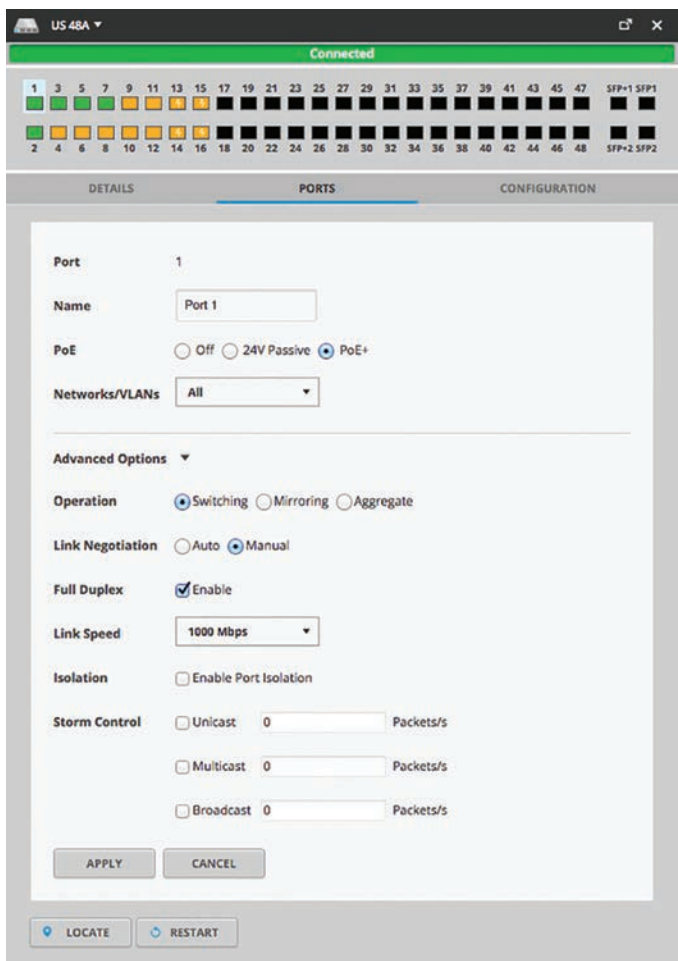 US 48A
Connected
1 3 5 7 9 11 13 15 17 19 21 23 25 27 29 31 33 35 37 39 41 43 45 47 SFP+1 SFP1
2 4 6 8 10 12 14 16 18 20 22 24 26 28 30 32 34 36 38 40 42 44 46 48 SFP+2 SFP2
DETAILS PORTS CONFIGURATION
Port 1
Name Port 1
PoE Off 24V Passive PoE+
Networks/VLANs All
Advanced Options
Operation Switching Mirroring Aggregate
Link Negotiation Auto Manual
Full Duplex Enable
Link Speed 1000 Mbps
Isolation Enable Port Isolation
Storm Control Unicast 0 Packets/s
Multicast 0 Packets/s
Broadcast 0 Packets/s
APPLY CANCEL
LOCATE RESTART